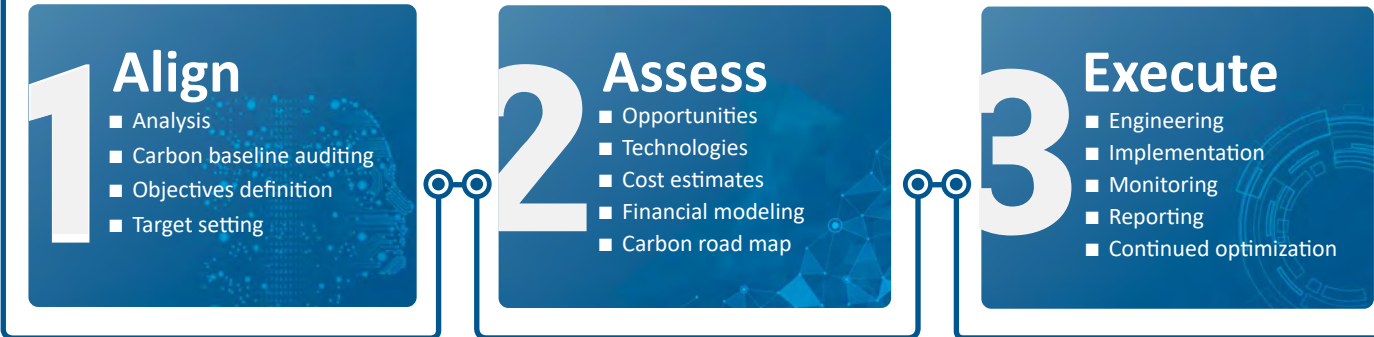 1
Align
■ Analysis
■ Carbon baseline auditing
■ Objectives definition
■ Target setting
2
Assess
■ Opportunities
■ Technologies
■ Cost estimates
■ Financial modeling
■ Carbon road map
3
Execute
■ Engineering
■ Implementation
■ Monitoring
■ Reporting
■ Continued optimization